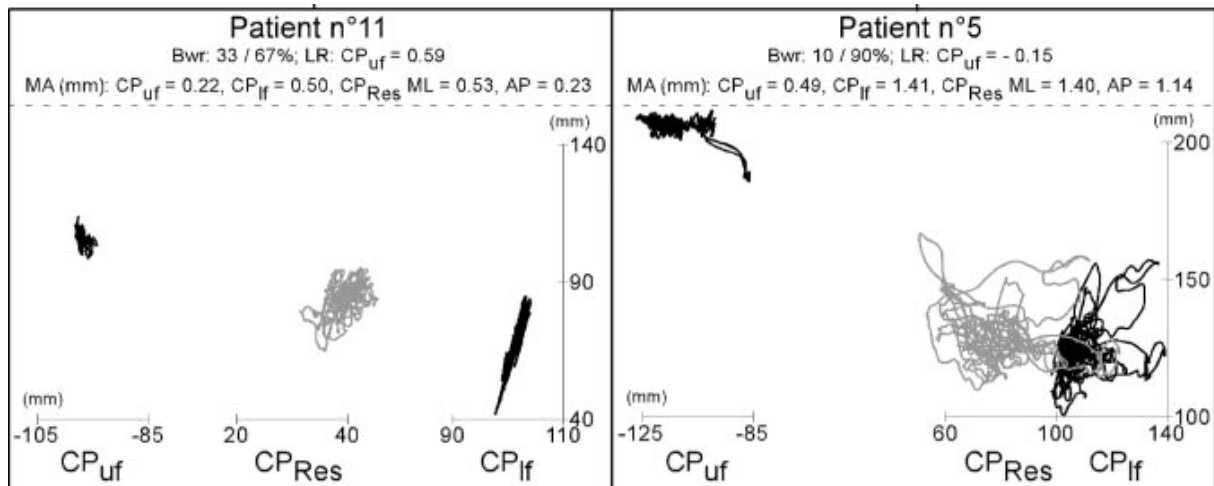 Patient n°11
Bwr: 33 / 67%; LR: CPuf = 0.59
MA (mm): CPuf = 0.22, CPlf = 0.50, CPRes ML = 0.53, AP = 0.23
(mm)
140
90
(mm)
40
-105 -85 20 40 90 110
CPuf CPRes CPlf
Patient n°5
Bwr: 10 / 90%; LR: CPuf = - 0.15
MA (mm): CPuf = 0.49, CPlf = 1.41, CPRes ML = 1.40, AP = 1.14
(mm)
200
150
(mm)
100
-125 -85 60 100 140
CPuf CPRes CPlf